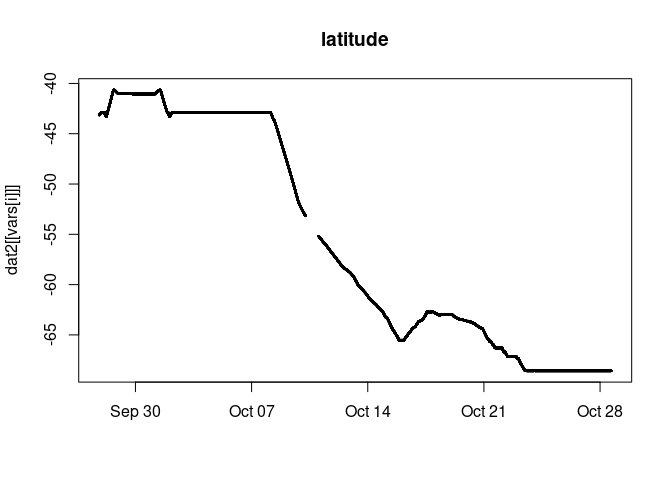 latitude
dat2[[vars[i]]]
-40
-45
-50
-55
-60
-65
Sep 30
Oct 07
Oct 14
Oct 21
Oct 28